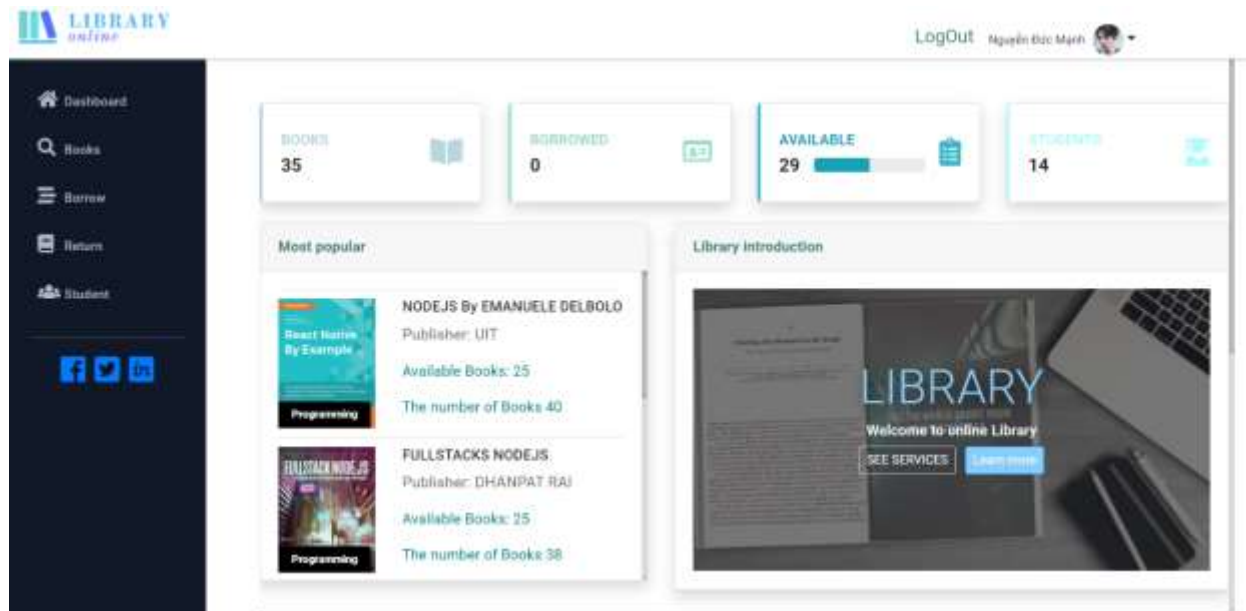 LIBRARY
online
LogOut Nguyễn Đức Mạnh
Dashboard
Books
Borrow
Return
Student
BOOKS
35
BORROWED
0
AVAILABLE
29
STUDENTS
14
Most popular
React Native
By Example
Programming
NODEJS By EMANUELE DELBOLO
Publisher: UIT
Available Books: 25
The number of Books 40
FULLSTACK NODE.JS
Programming
FULLSTACKS NODEJS
Publisher: DHANPAT RAI
Available Books: 25
The number of Books 38
Library introduction
LIBRARY
Welcome to online Library
SEE SERVICES Learn more